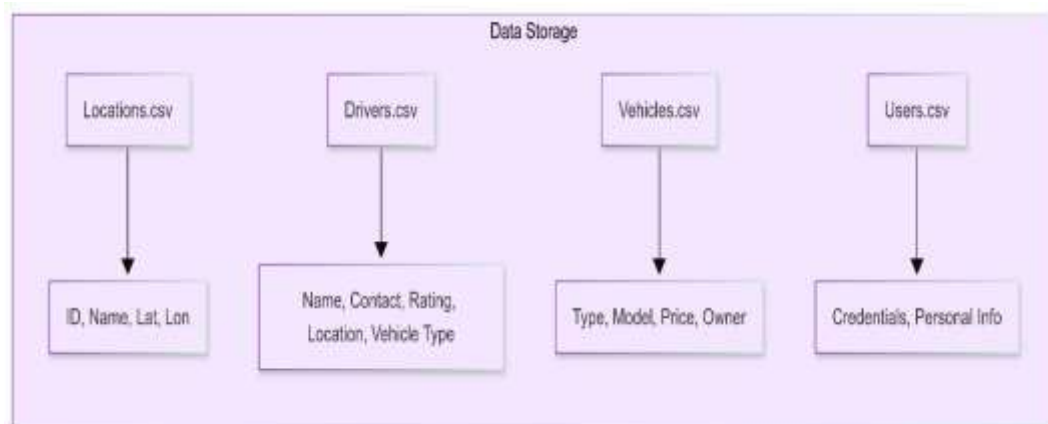 Data Storage
Locations.csv
Drivers.csv
Vehicles.csv
Users.csv
ID, Name, Lat, Lon
Name, Contact, Rating,
Location, Vehicle Type
Type, Model, Price, Owner
Credentials, Personal Info